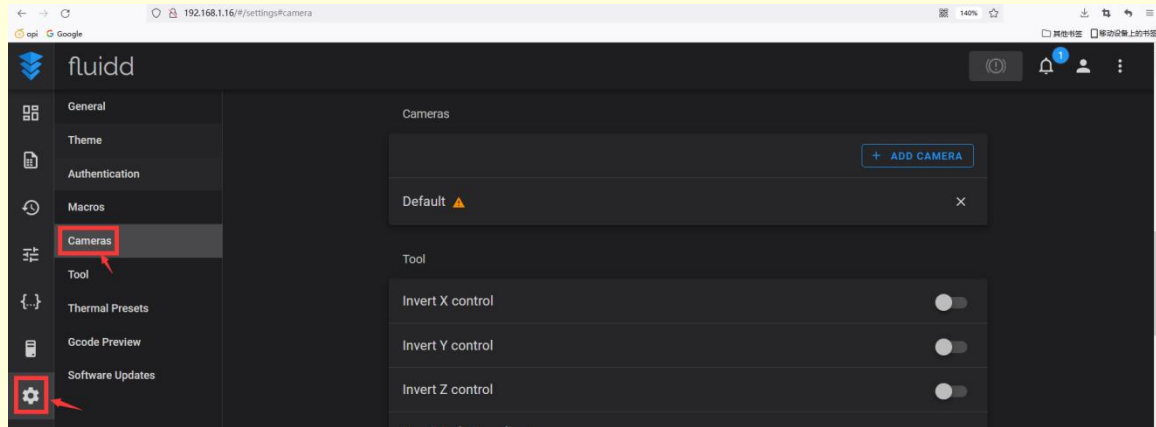 192.168.1.16/#/settings#camera
140%
opi
Google
其他书签
移动设备上的书签
fluidd
1
General
Theme
Authentication
Macros
Cameras
Tool
Thermal Presets
Gcode Preview
Software Updates
{...}
Cameras
+ ADD CAMERA
Default
Tool
Invert X control
Invert Y control
Invert Z control